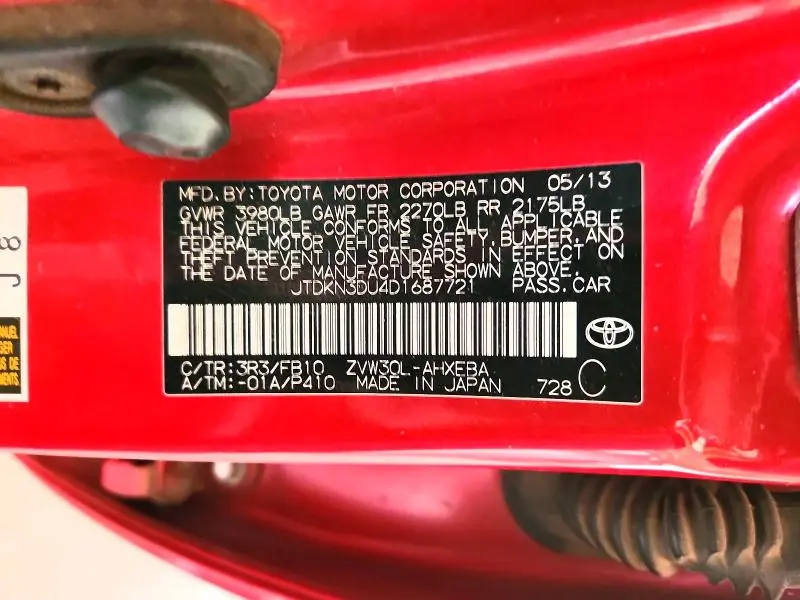 MFD. BY: TOYOTA MOTOR CORPORATION 05/13
GVWR 3980LB GAWR FR 2270LB RR 2175LB
THIS VEHICLE CONFORMS TO ALL APPLICABLE
FEDERAL MOTOR VEHICLE SAFETY, BUMPER, AND
THEFT PREVENTION STANDARDS IN EFFECT ON
THE DATE OF MANUFACTURE SHOWN ABOVE.
JTDKN3DU4D1687721 PASS. CAR
C/TR: 3R3/FB10 ZVW30L-AHXEBA
A/TM: -01A/P410 MADE IN JAPAN 728 C
J 8